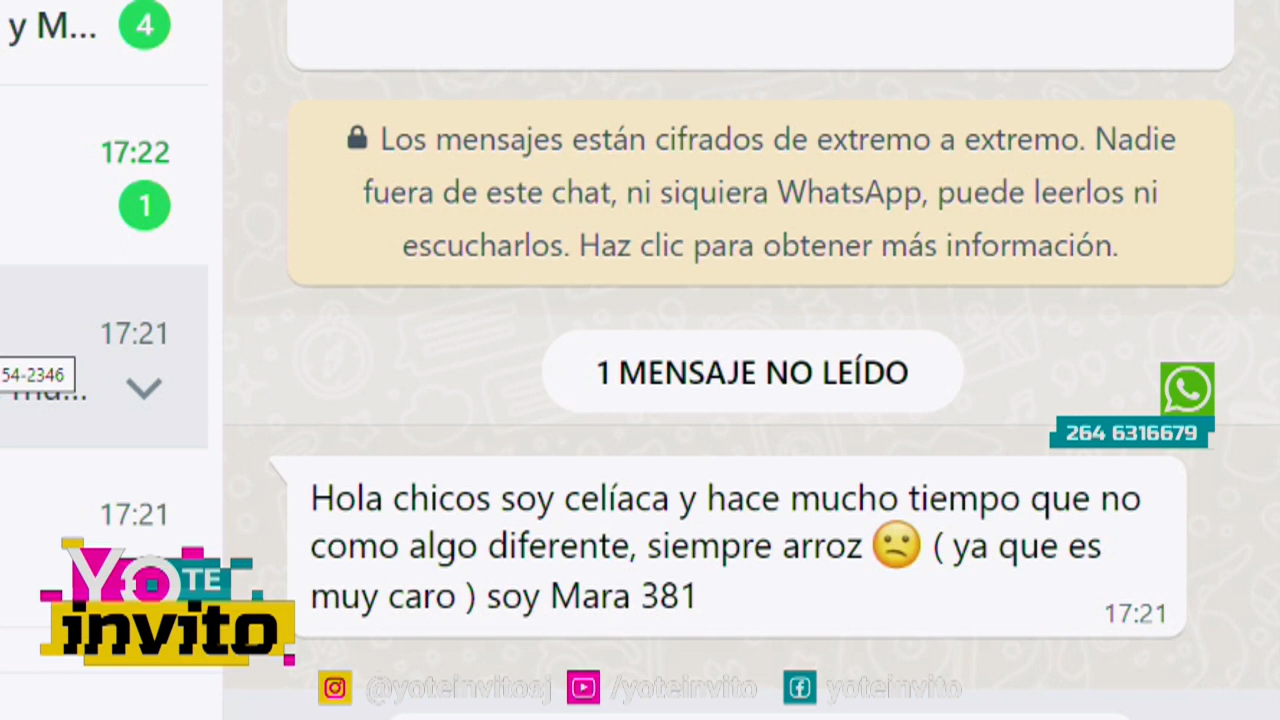 y M... 4
17:22
1
Los mensajes están cifrados de extremo a extremo. Nadie
fuera de este chat, ni siquiera WhatsApp, puede leerlos ni
escucharlos. Haz clic para obtener más información.
17:21
54-2346
1 MENSAJE NO LEÍDO
264 6316679
Hola chicos soy celíaca y hace mucho tiempo que no
como algo diferente, siempre arroz 🙁 ( ya que es
muy caro ) soy Mara 381
17:21
17:21
YO TE
invito
@yoteinvitosj /yoteinvito yoteinvito